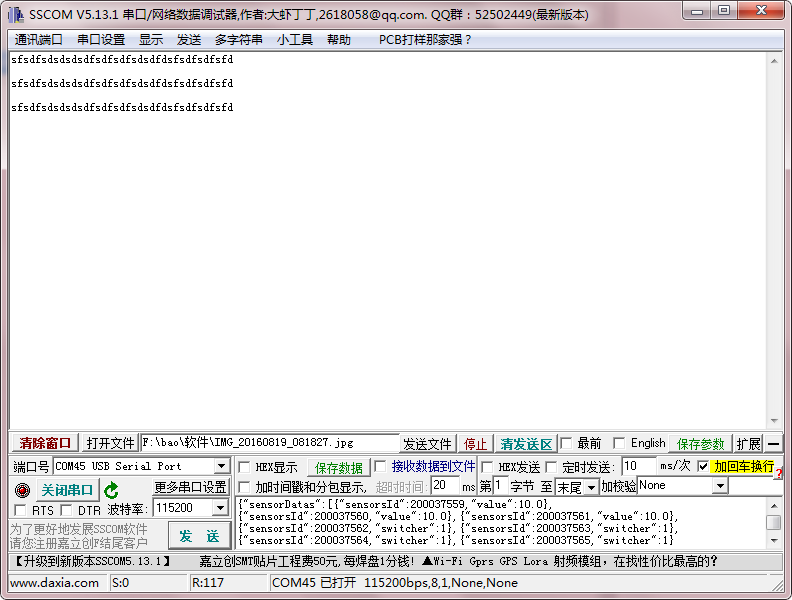 SSCOM V5.13.1 串口/网络数据调试器,作者:大虾丁丁,2618058@qq.com. QQ群：52502449(最新版本)
通讯端口 串口设置 显示 发送 多字符串 小工具 帮助 PCB打样那家强？
sfsdfsdsdsdsdfsdfsdfsdsdfdsfsdfsdfsfd
sfsdfsdsdsdsdfsdfsdfsdsdfdsfsdfsdfsfd
sfsdfsdsdsdsdfsdfsdfsdsdfdsfsdfsdfsfd
清除窗口 打开文件 F:\bao\软件\IMG_20160819_081827.jpg 发送文件 停止 清发送区 最前 English 保存参数 扩展 —
端口号 COM45 USB Serial Port HEX显示 保存数据 接收数据到文件 HEX发送 定时发送: 10 ms/次 加回车换行
关闭串口 更多串口设置 加时间戳和分包显示, 超时时间: 20 ms 第 1 字节 至 末尾 加校验 None
RTS DTR 波特率: 115200
{"sensorDatas":[{"sensorsId":200037559,"value":10.0},
{"sensorsId":200037560,"value":10.0},{"sensorsId":200037561,"value":10.0},
{"sensorsId":200037562,"switcher":1},{"sensorsId":200037563,"switcher":1},
{"sensorsId":200037564,"switcher":1},{"sensorsId":200037565,"switcher":1}
为了更好地发展SSCOM软件
请您注册嘉立创F结尾客户
发 送
【升级到新版本SSCOM5.13.1】 嘉立创SMT贴片工程费50元,每焊盘1分钱! ▲Wi-Fi Gprs GPS Lora 射频模组，在找性价比最高的?
www.daxia.com S:0 R:117 COM45 已打开 115200bps,8,1,None,None